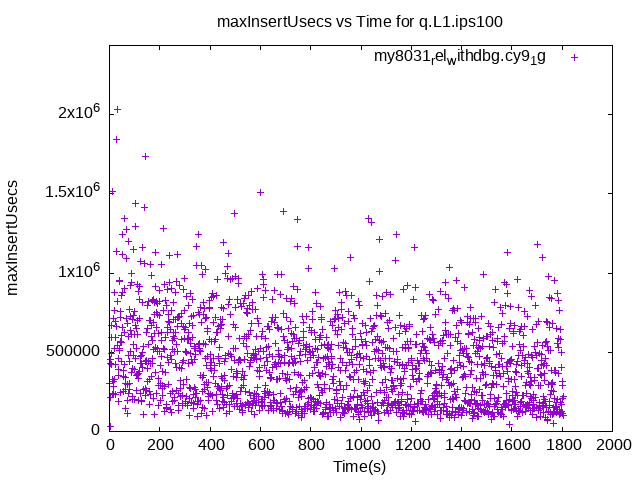 maxInsertUsecs vs Time for q.L1.ips100
my8031_relwithdbg.cy9_1g
2x10^6
1.5x10^6
1x10^6
500000
0
maxInsertUsecs
0 200 400 600 800 1000 1200 1400 1600 1800 2000
Time(s)